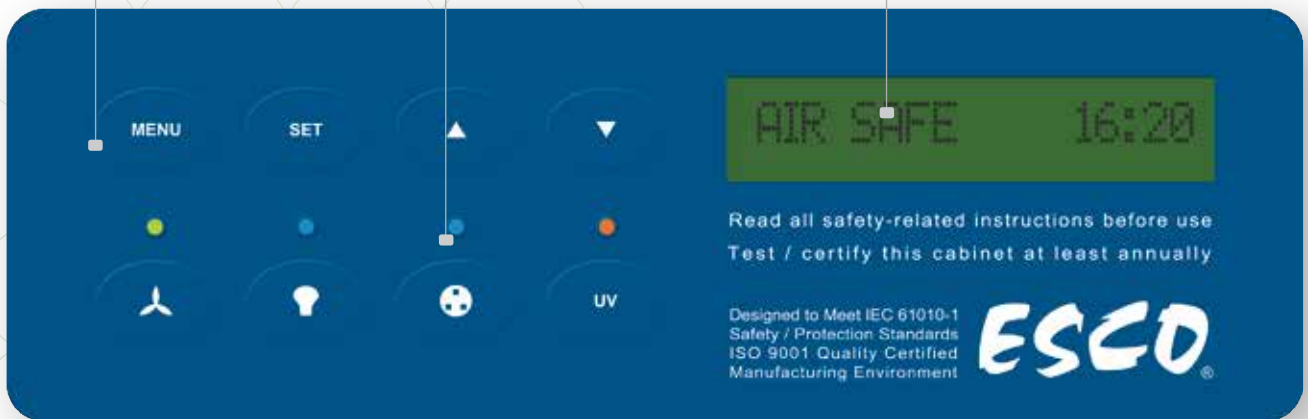 MENU SET
AIR SAFE 16:20
UV
Read all safety-related instructions before use
Test / certify this cabinet at least annually
Designed to Meet IEC 61010-1
Safety / Protection Standards
ISO 9001 Quality Certified
Manufacturing Environment
ESCO®